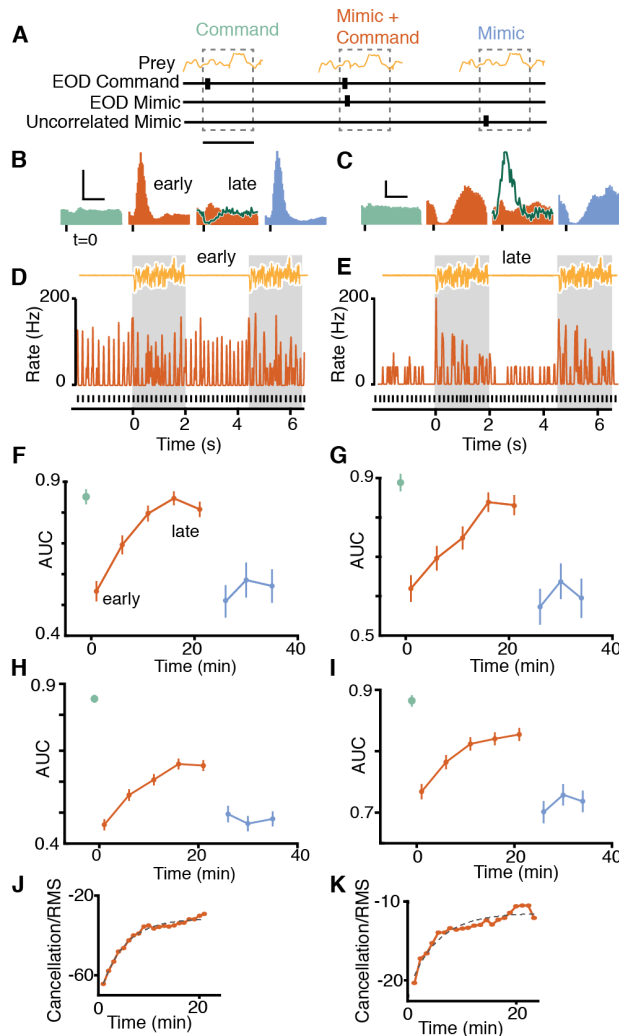 A
Command
Mimic +
Command
Mimic
Prey
EOD Command
EOD Mimic
Uncorrelated Mimic
B
early
late
t=0
C
D
early
200
Rate (Hz)
0
0 2 4 6
Time (s)
E
late
200
Rate (Hz)
0
0 2 4 6
Time (s)
F
0.9
AUC
late
early
0.4
0 20 40
Time (min)
G
0.9
AUC
0.5
0 20 40
Time (min)
H
0.9
AUC
0.4
0 20 40
Time (min)
I
0.9
AUC
0.7
0 20 40
Time (min)
J
-20
Cancellation/RMS
-60
0 20
Time (min)
K
-10
Cancellation/RMS
-20
0 20
Time (min)